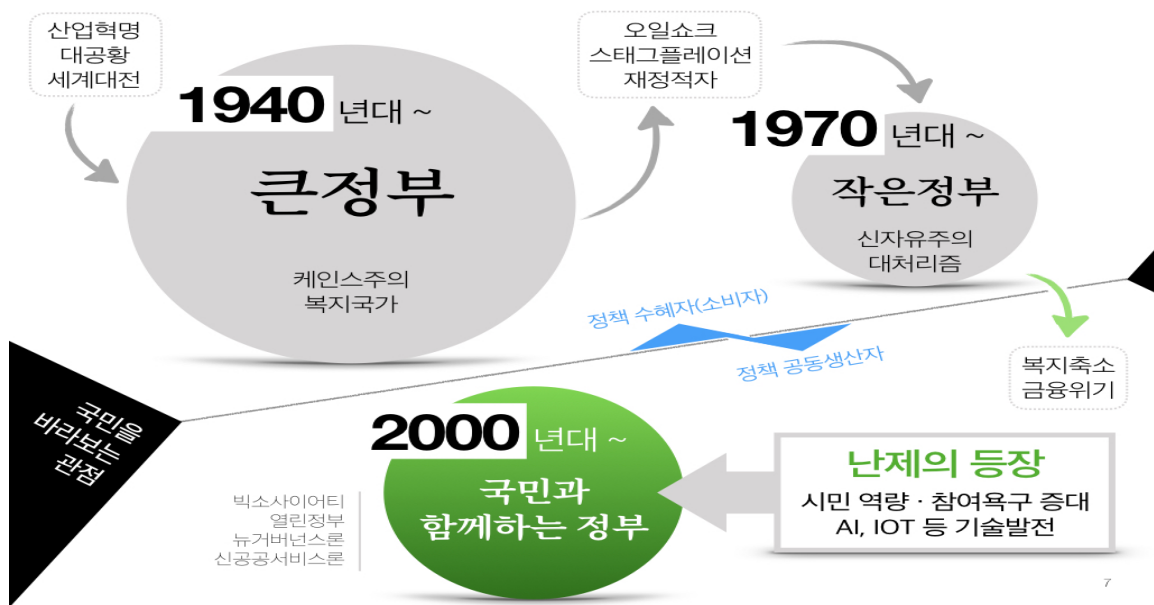 산업혁명
대공황
세계대전
1940 년대 ~
큰정부
케인스주의
복지국가
오일쇼크
스태그플레이션
재정적자
1970 년대 ~
작은정부
신자유주의
대처리즘
복지축소
금융위기
정책 수혜자(소비자)
정책 공동생산자
국민을
바라보는
관점
2000 년대 ~
국민과
함께하는 정부
빅소사이어티
열린정부
뉴거버넌스론
신공공서비스론
난제의 등장
시민 역량 · 참여욕구 증대
AI, IOT 등 기술발전
7